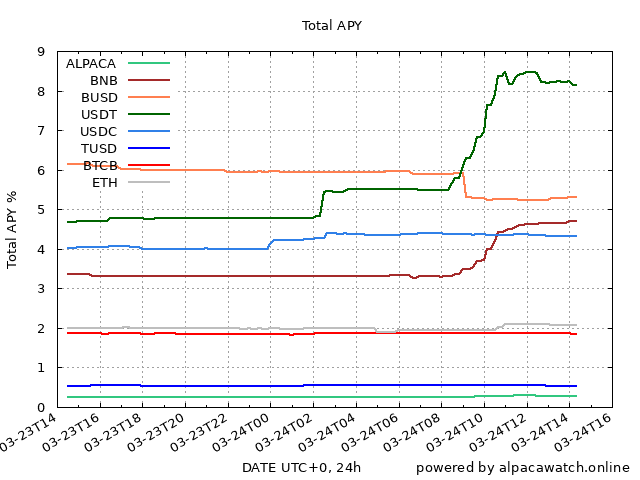 Total APY
Total APY %
9
8
7
6
5
4
3
2
1
0
ALPACA
BNB
BUSD
USDT
USDC
TUSD
BTCB
ETH
03-23T14
03-23T16
03-23T18
03-23T20
03-23T22
03-24T00
03-24T02
03-24T04
03-24T06
03-24T08
03-24T10
03-24T12
03-24T14
03-24T16
DATE UTC+0, 24h
powered by alpacawatch.online